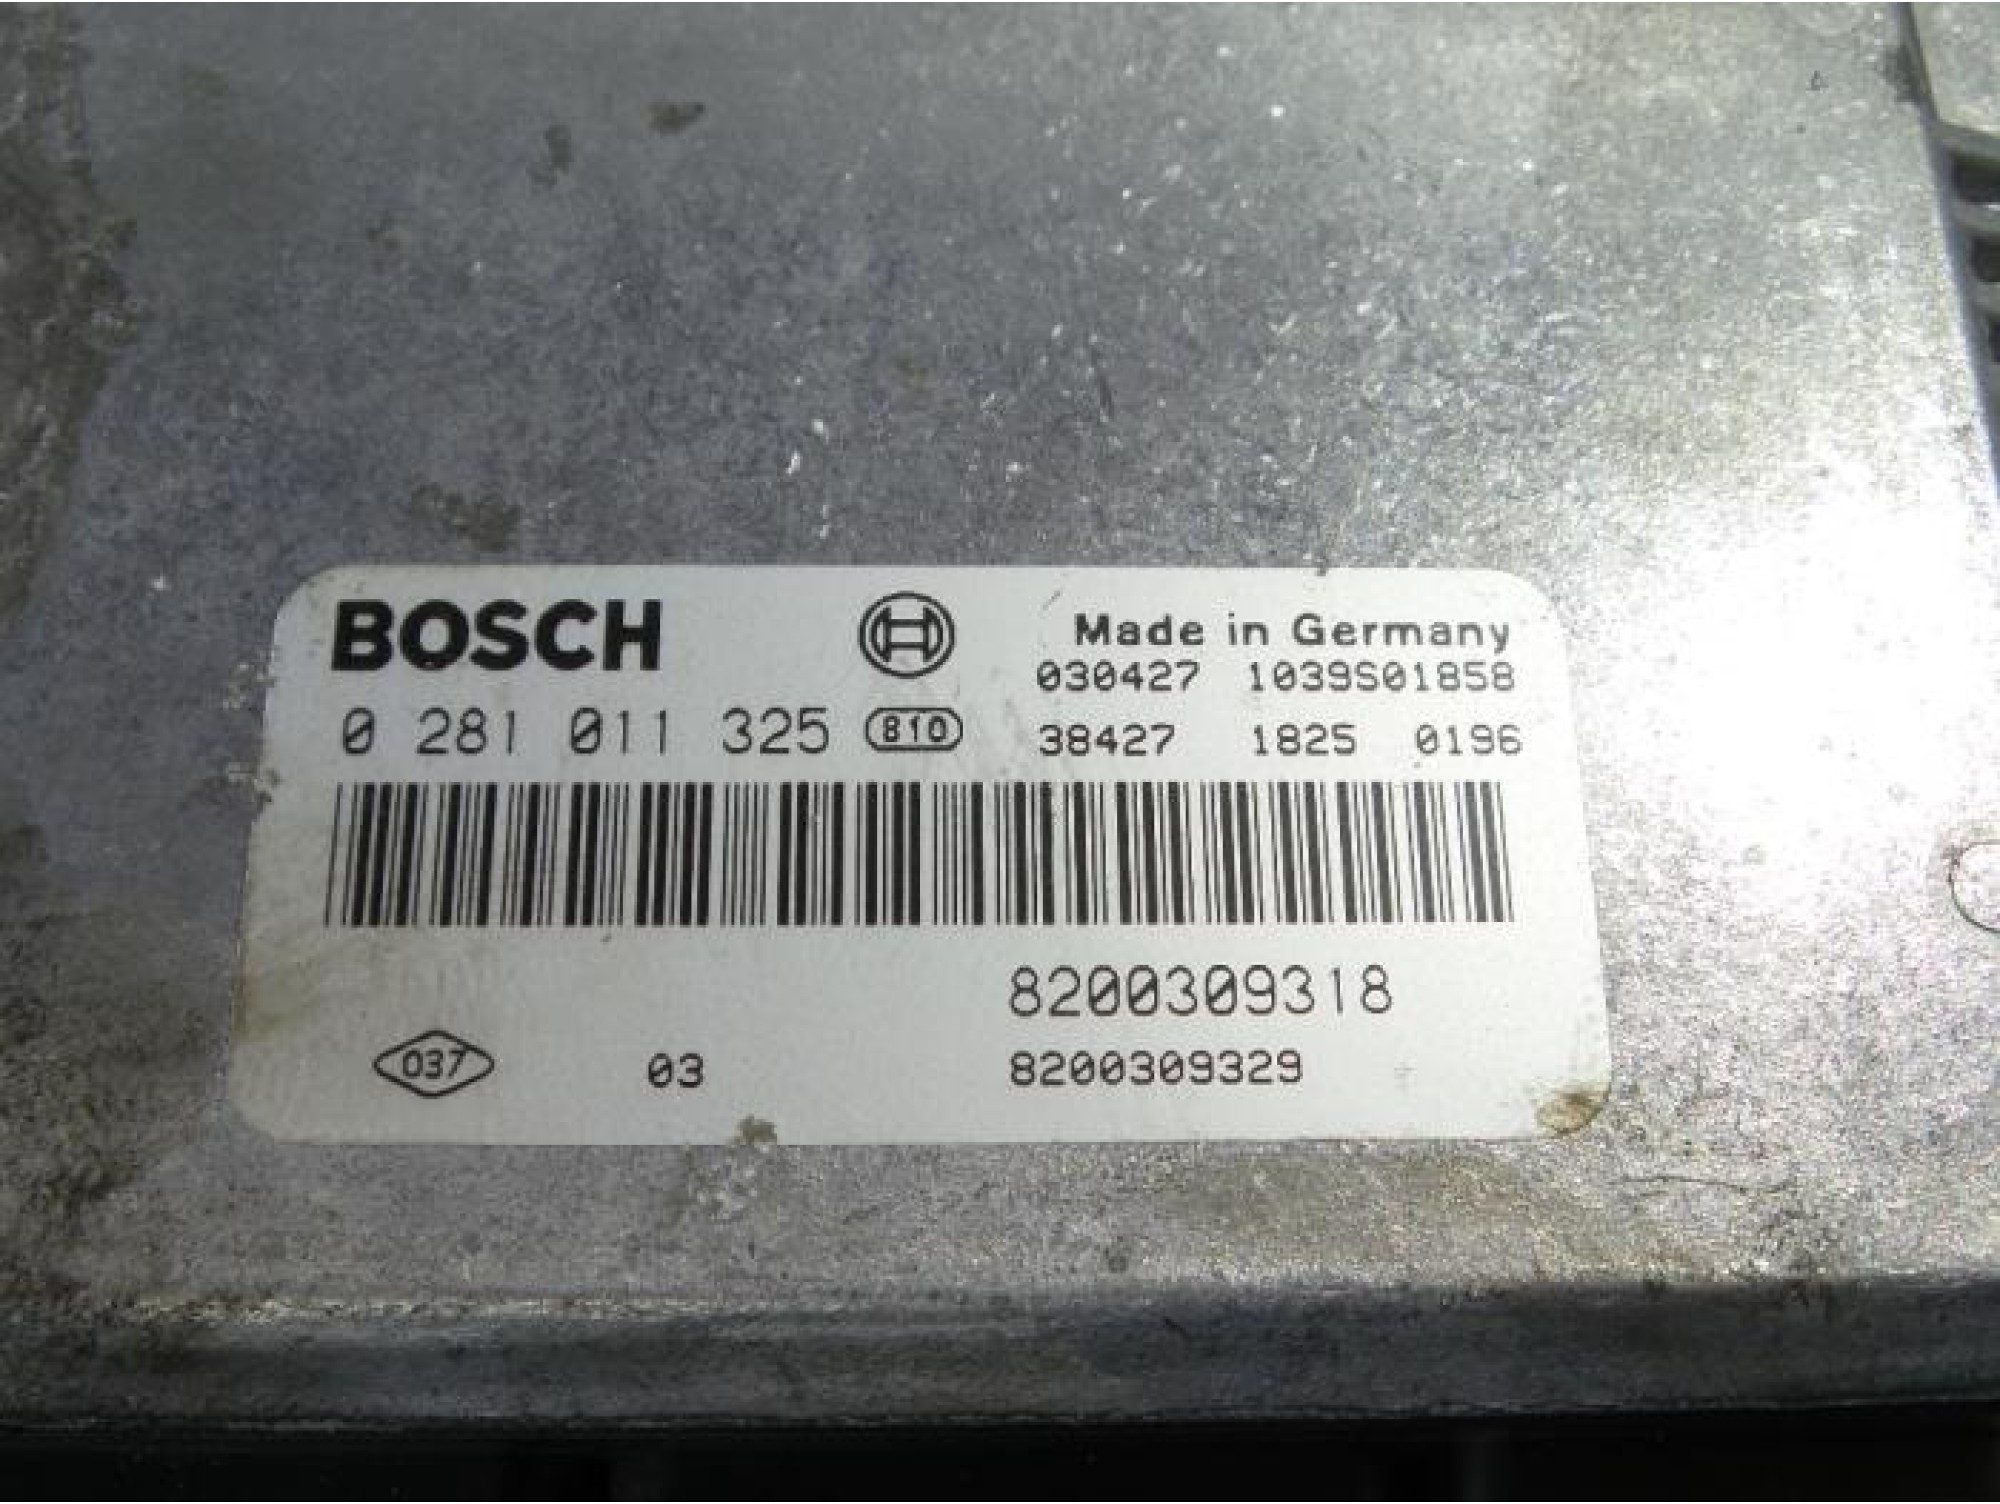 BOSCH
Made in Germany
030427 1039S01858
0 281 011 325 810 38427 1825 0196
8200309318
037 03 8200309329